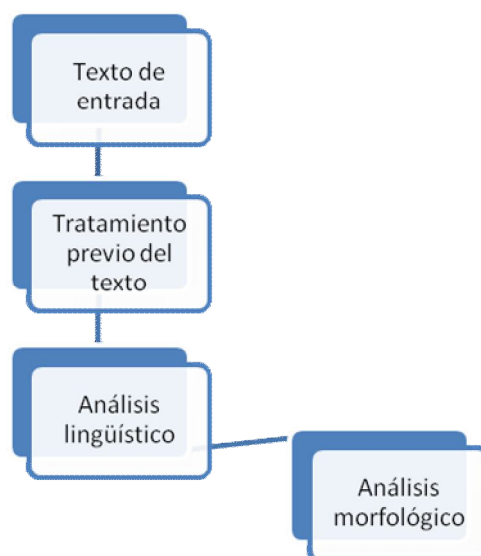 Texto de
entrada
Tratamiento
previo del
texto
Análisis
lingüístico
Análisis
morfológico